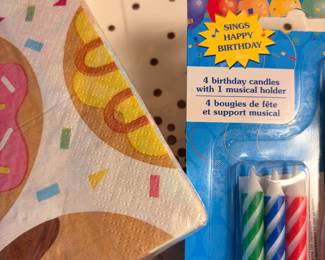 SINGS
HAPPY
BIRTHDAY
4 birthday candles
with 1 musical holder
4 bougies de fête
et support musical